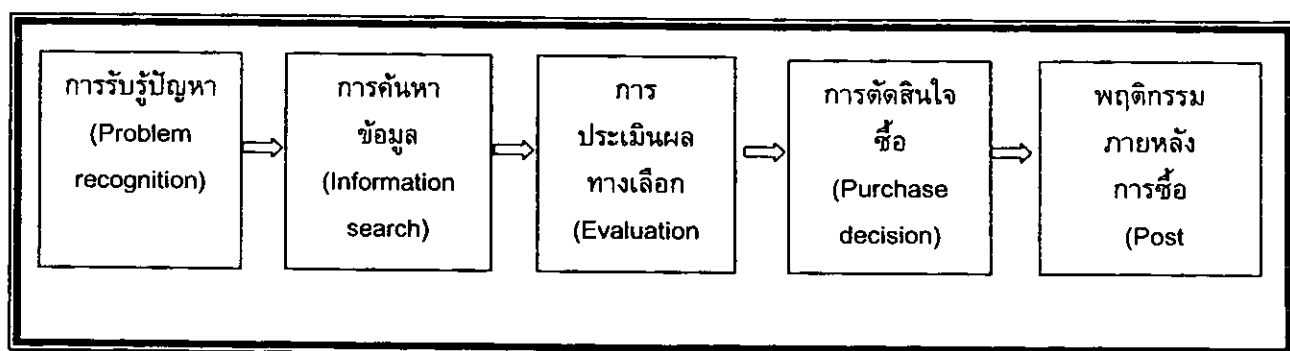 การรับรู้ปัญหา
(Problem
recognition)
การค้นหา
ข้อมูล
(Information
search)
การ
ประเมินผล
ทางเลือก
(Evaluation
การตัดสินใจ
ซื้อ
(Purchase
decision)
พฤติกรรม
ภายหลัง
การซื้อ
(Post